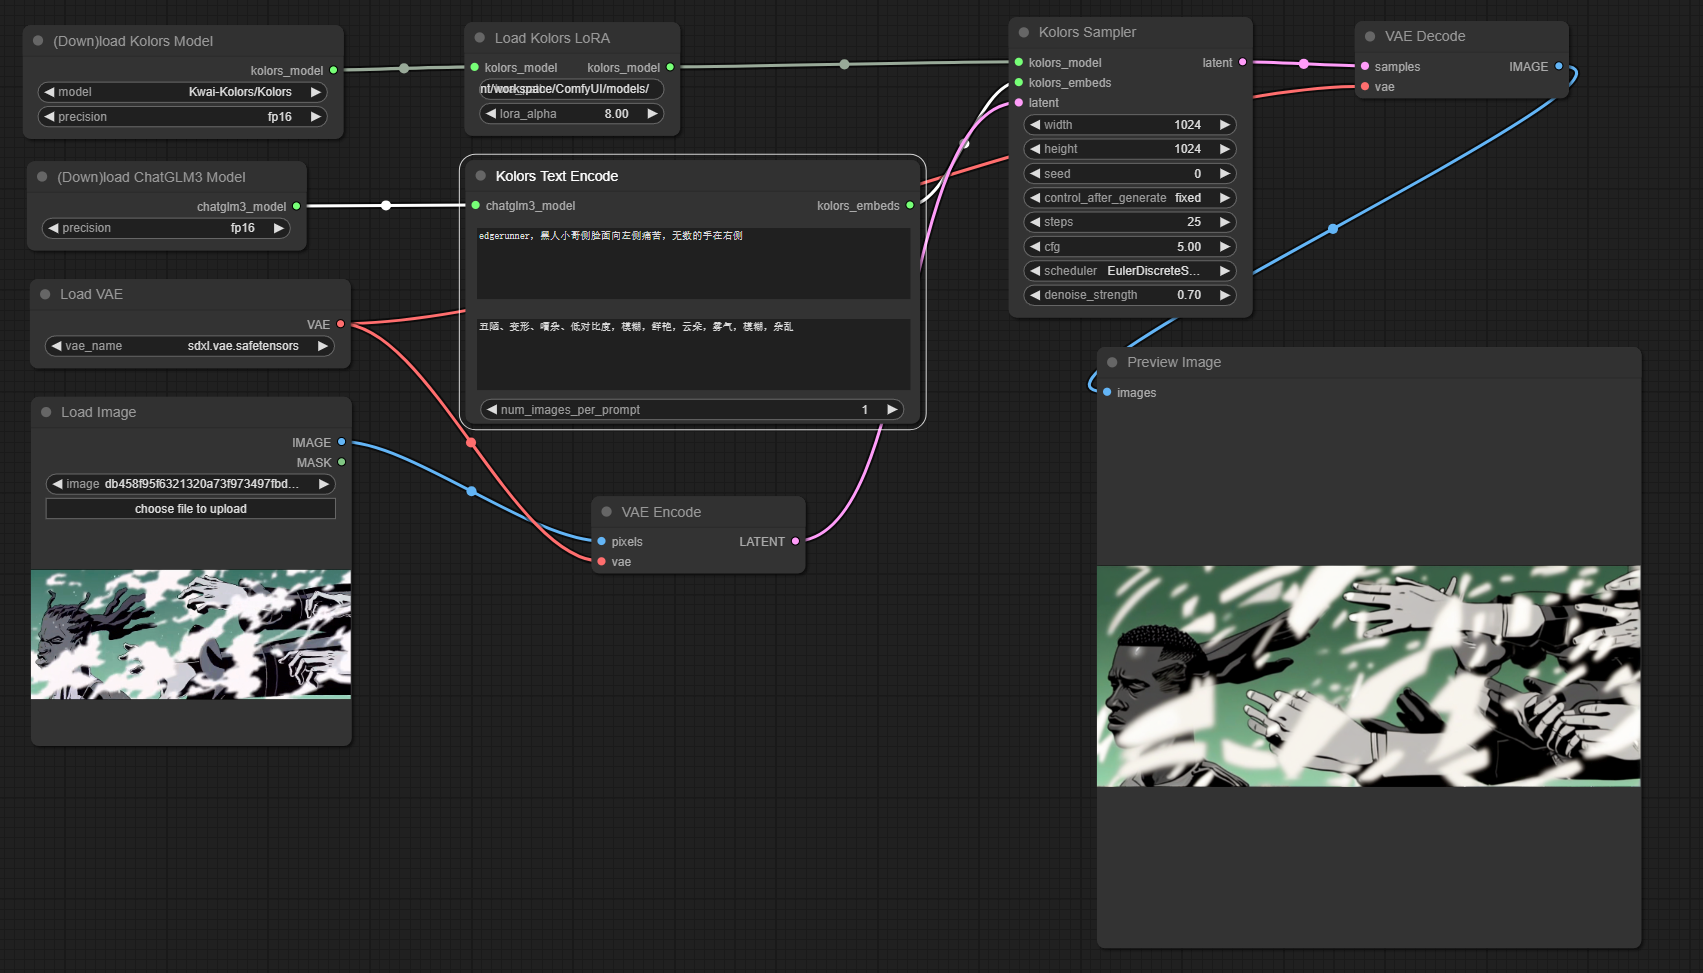 (Down)load Kolors Model
kolors_model
model Kwai-Kolors/Kolors
precision fp16
Load Kolors LoRA
kolors_model kolors_model
nt/workspace/ComfyUI/models/
lora_alpha 8.00
(Down)load ChatGLM3 Model
chatglm3_model
precision fp16
Kolors Text Encode
chatglm3_model kolors_embeds
edgerunner，黑人小哥侧脸面向左侧痛苦，无数的手在右侧
丑陋、变形、嘈杂、低对比度，模糊，鲜艳，云朵，雾气，模糊，杂乱
num_images_per_prompt 1
Load VAE
VAE
vae_name sdxl.vae.safetensors
Load Image
IMAGE
MASK
image db458f95f6321320a73f973497fbd...
choose file to upload
VAE Encode
pixels LATENT
vae
Kolors Sampler
kolors_model latent
kolors_embeds
latent
width 1024
height 1024
seed 0
control_after_generate fixed
steps 25
cfg 5.00
scheduler EulerDiscreteS...
denoise_strength 0.70
VAE Decode
samples IMAGE
vae
Preview Image
images